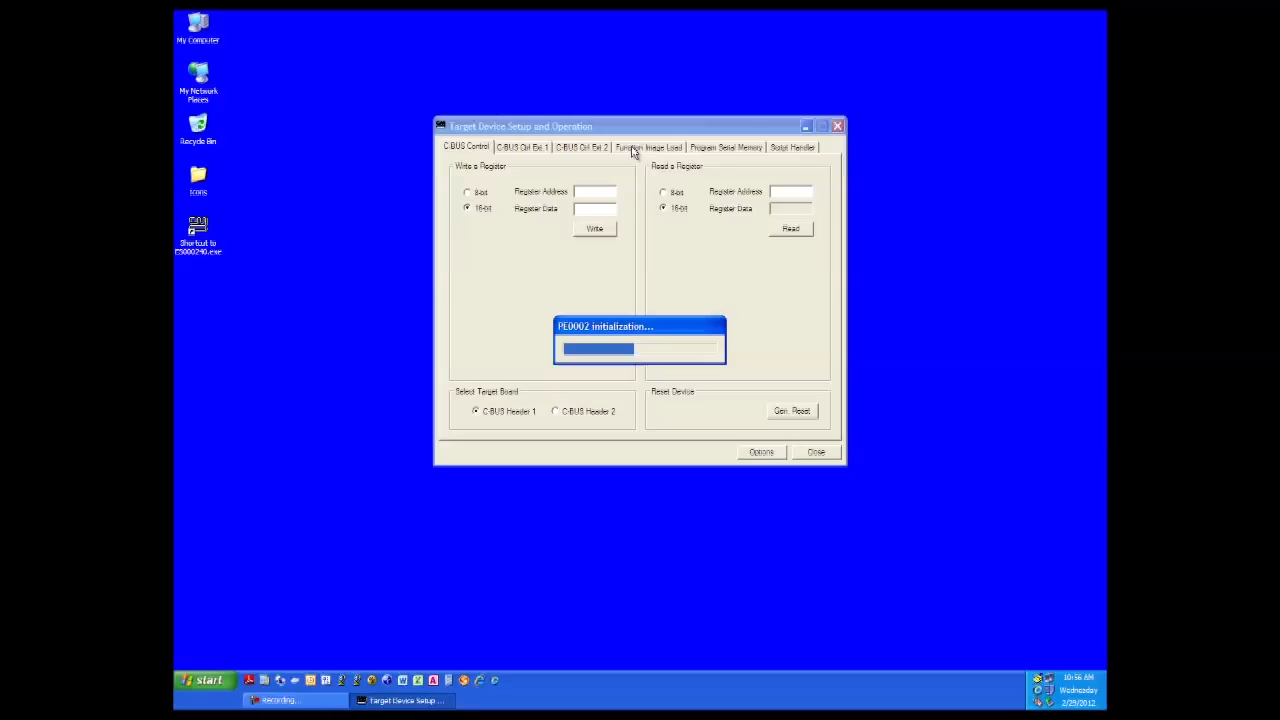 My Computer
My Network
Places
Recycle Bin
Icons
Shortcut to
ES000240.exe
Target Device Setup and Operation
C-BUS Control
C-BUS Ctrl Ext 1
C-BUS Ctrl Ext 2
Function Image Load
Program Serial Memory
Script Handler
Write a Register
8-bit
Register Address
16-bit
Register Data
Write
Read a Register
8-bit
Register Address
16-bit
Register Data
Read
PE0002 initialization...
Select Target Board
C-BUS Header 1
C-BUS Header 2
Reset Device
Gen. Reset
Options
Close
start
Recording...
Target Device Setup ...
10:56 AM
Wednesday
2/29/2012